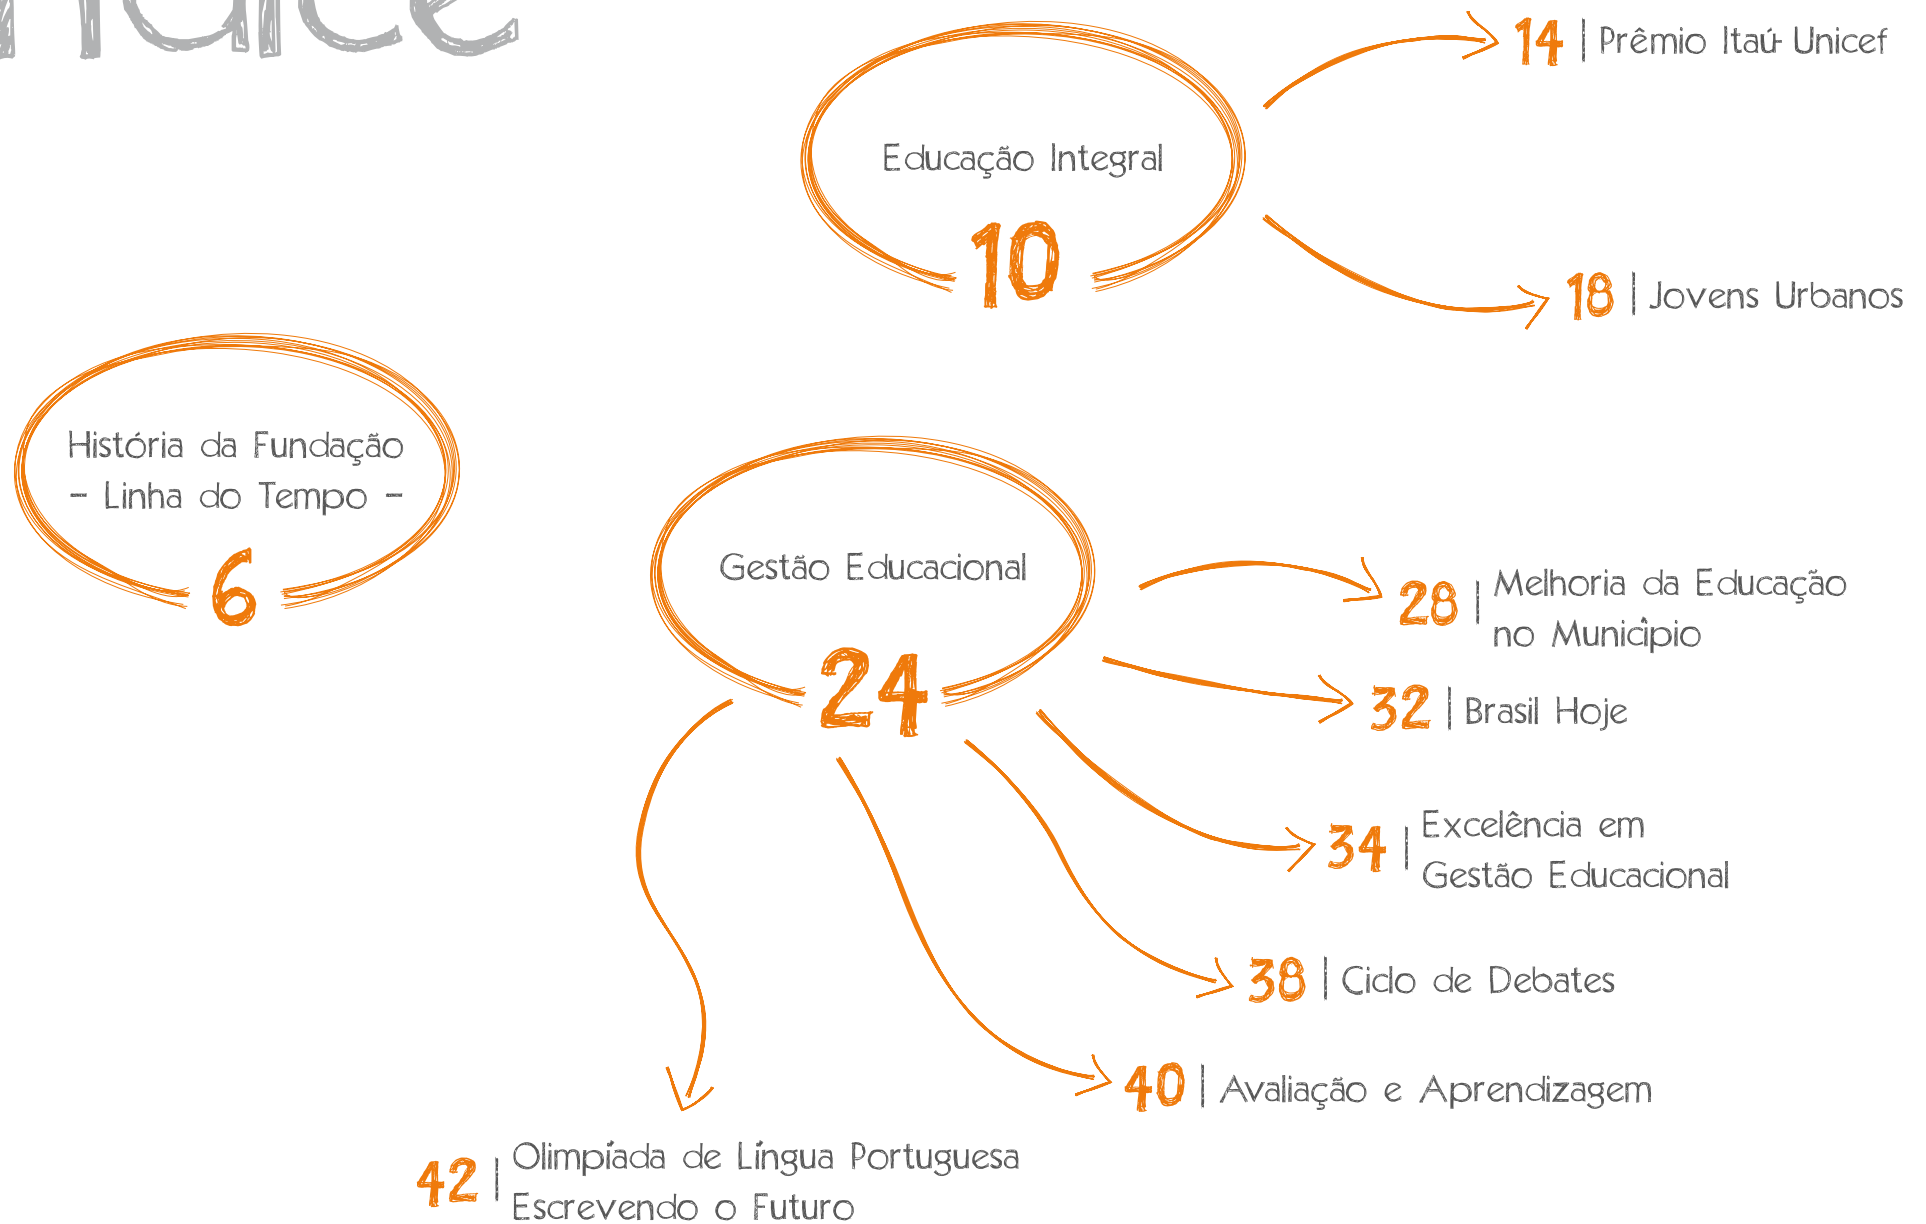 14 | Prêmio Itaú-Unicef
Educação Integral
10
18 | Jovens Urbanos
História da Fundação
- Linha do Tempo -
6
Gestão Educacional
24
28 | Melhoria da Educação
no Município
32 | Brasil Hoje
34 | Excelência em
Gestão Educacional
38 | Ciclo de Debates
40 | Avaliação e Aprendizagem
42 | Olimpíada de Língua Portuguesa
Escrevendo o Futuro